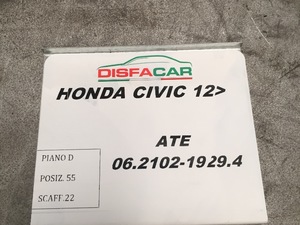 DISFACAR
HONDA CIVIC 12>
ATE
06.2102-1929.4
PIANO D
POSIZ. 55
SCAFF.22